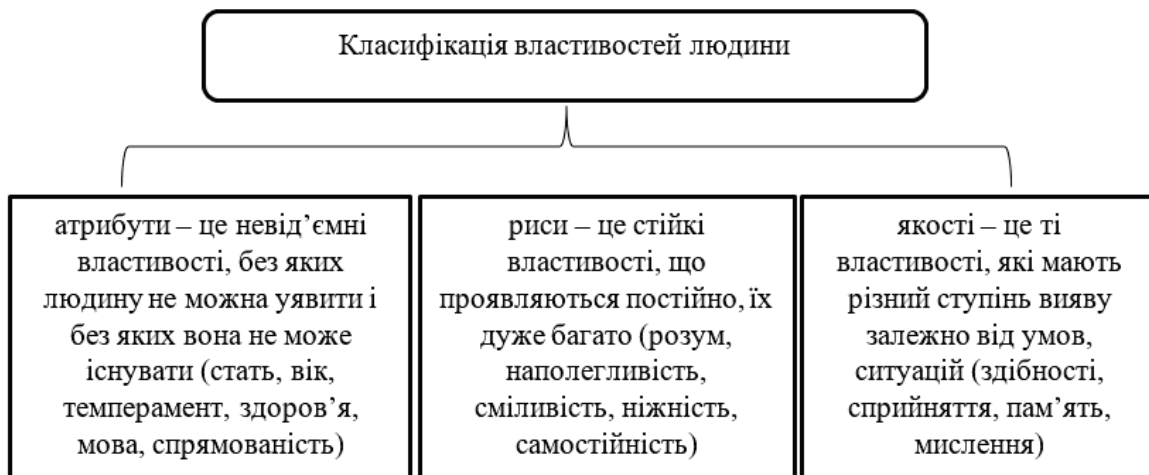 Класифікація властивостей людини
атрибути – це невід’ємні
властивості, без яких
людину не можна уявити і
без яких вона не може
існувати (стать, вік,
темперамент, здоров’я,
мова, спрямованість)
риси – це стійкі
властивості, що
проявляються постійно, їх
дуже багато (розум,
наполегливість,
сміливість, ніжність,
самостійність)
якості – це ті
властивості, які мають
різний ступінь вияву
залежно від умов,
ситуацій (здібності,
сприйняття, пам’ять,
мислення)